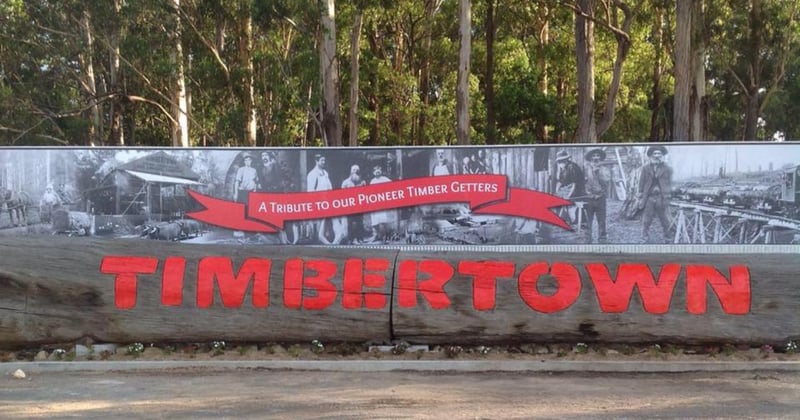 A Tribute to our Pioneer Timber Getters
TIMBERTOWN